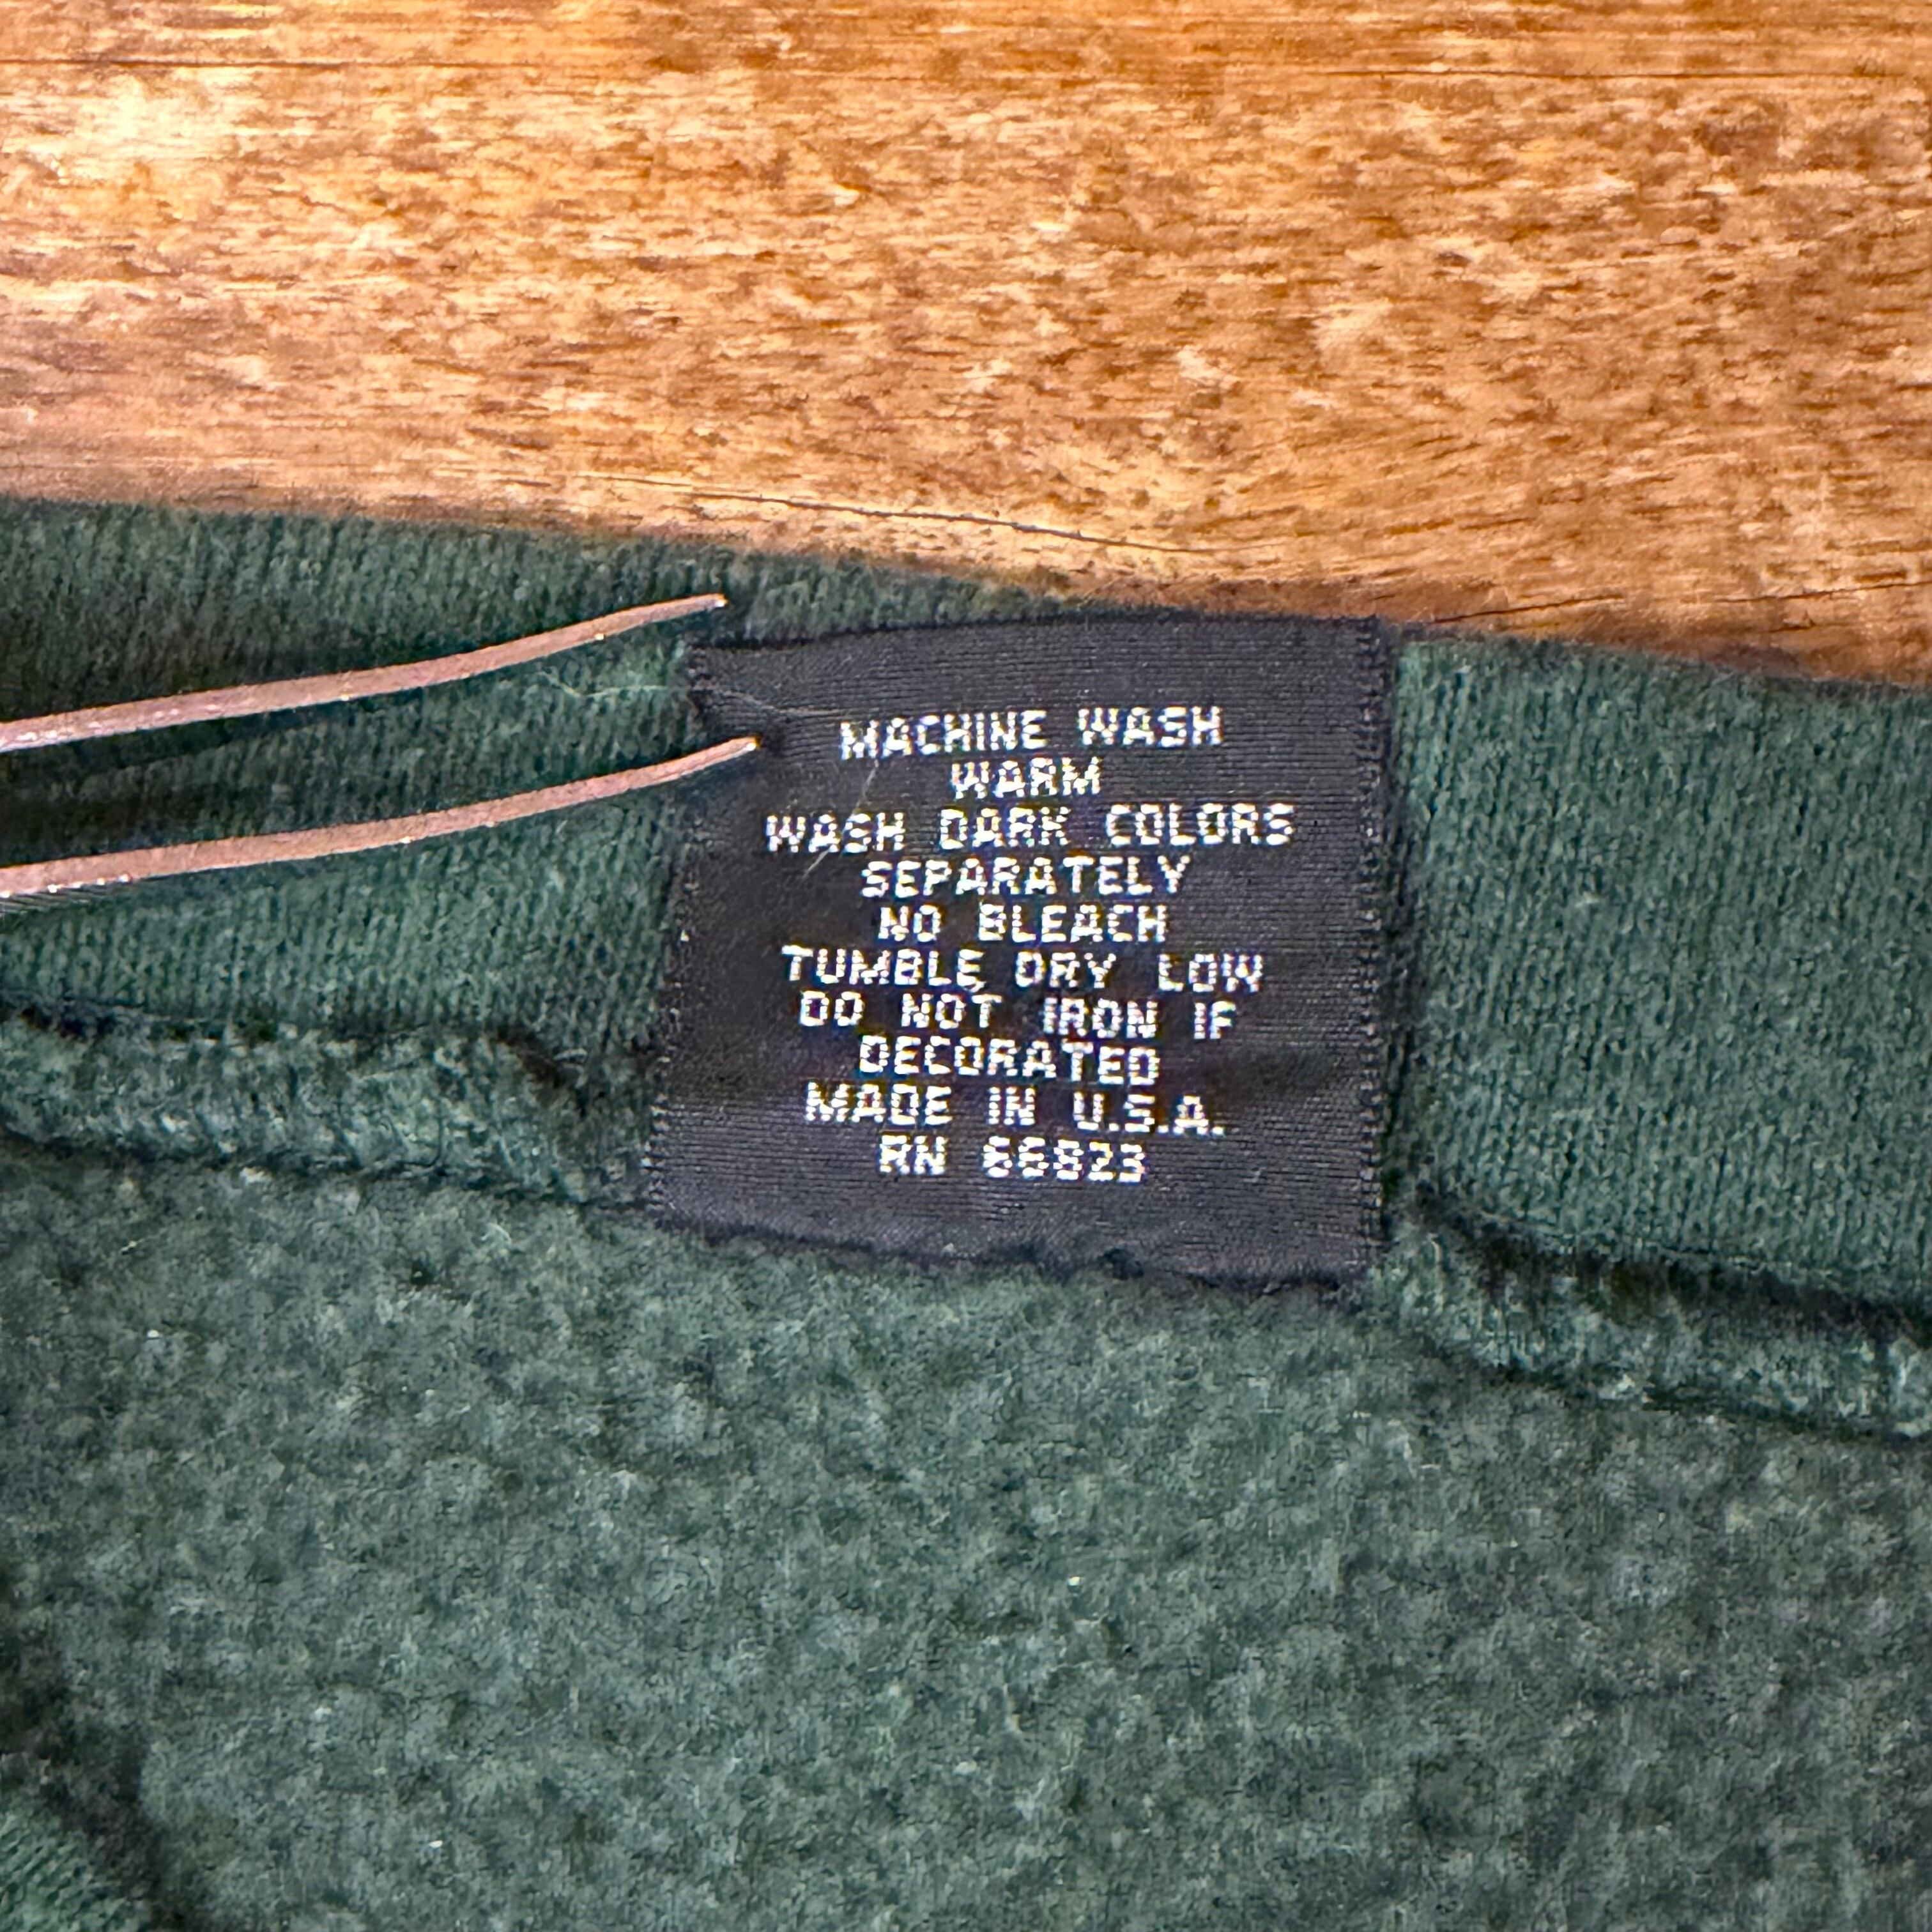 MACHINE WASH
WARM
WASH DARK COLORS
SEPARATELY
NO BLEACH
TUMBLE DRY LOW
DO NOT IRON IF
DECORATED
MADE IN U.S.A.
RN 66823